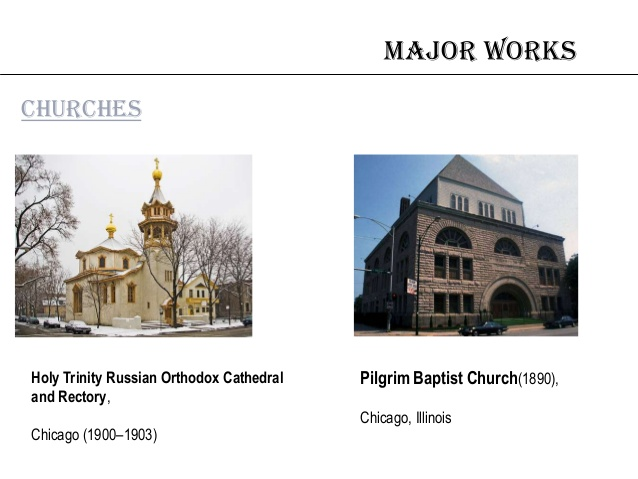 MAJOR WORKS
CHURCHES
Holy Trinity Russian Orthodox Cathedral
and Rectory,
Chicago (1900–1903)
Pilgrim Baptist Church(1890),
Chicago, Illinois